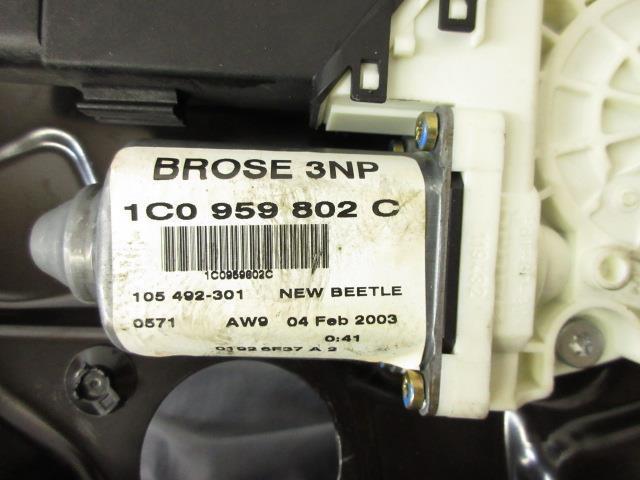 BROSE 3NP
1C0 959 802 C
1C0959802C
105 492-301 NEW BEETLE
0571 AW9 04 Feb 2003
0:41